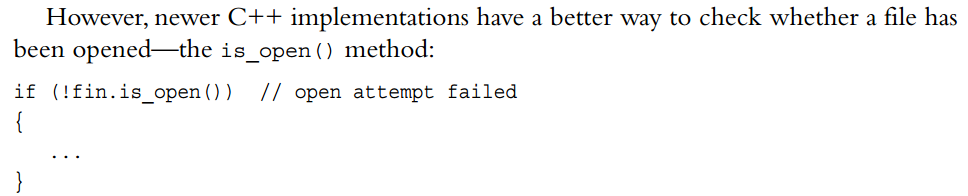 However, newer C++ implementations have a better way to check whether a file has
been opened—the is_open() method:
if (!fin.is_open())  // open attempt failed
{
   ...
}